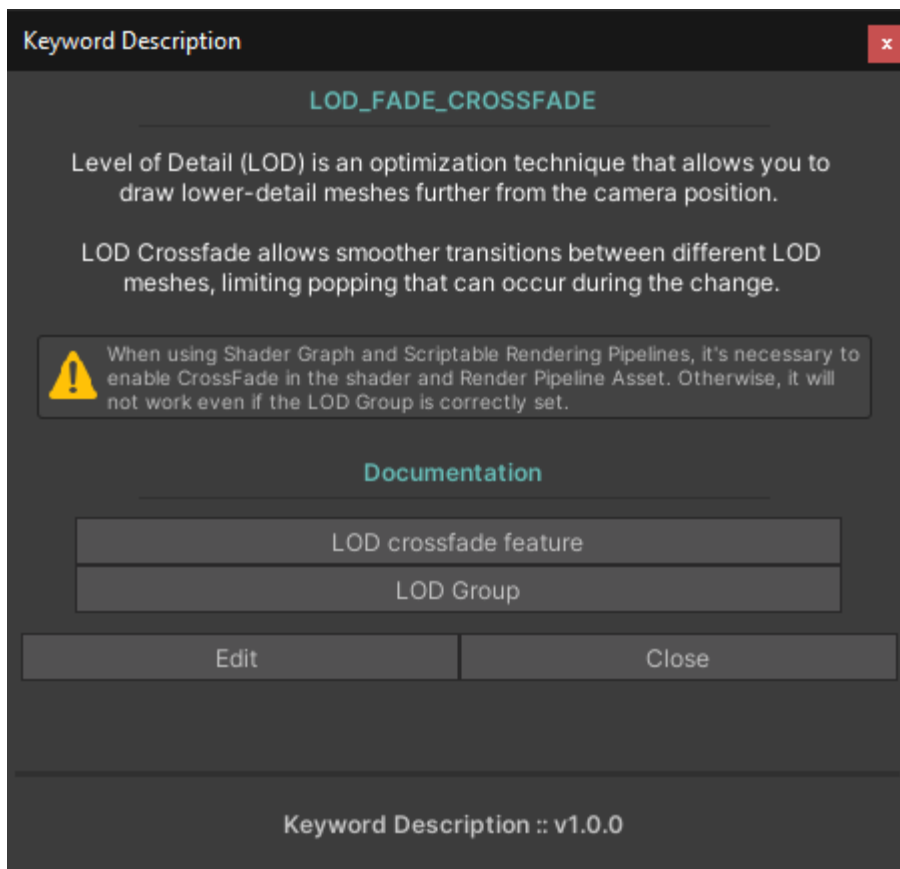 Keyword Description
x
LOD_FADE_CROSSFADE
Level of Detail (LOD) is an optimization technique that allows you to
draw lower-detail meshes further from the camera position.
LOD Crossfade allows smoother transitions between different LOD
meshes, limiting popping that can occur during the change.
When using Shader Graph and Scriptable Rendering Pipelines, it's necessary to
enable CrossFade in the shader and Render Pipeline Asset. Otherwise, it will
not work even if the LOD Group is correctly set.
Documentation
LOD crossfade feature
LOD Group
Edit
Close
Keyword Description :: v1.0.0